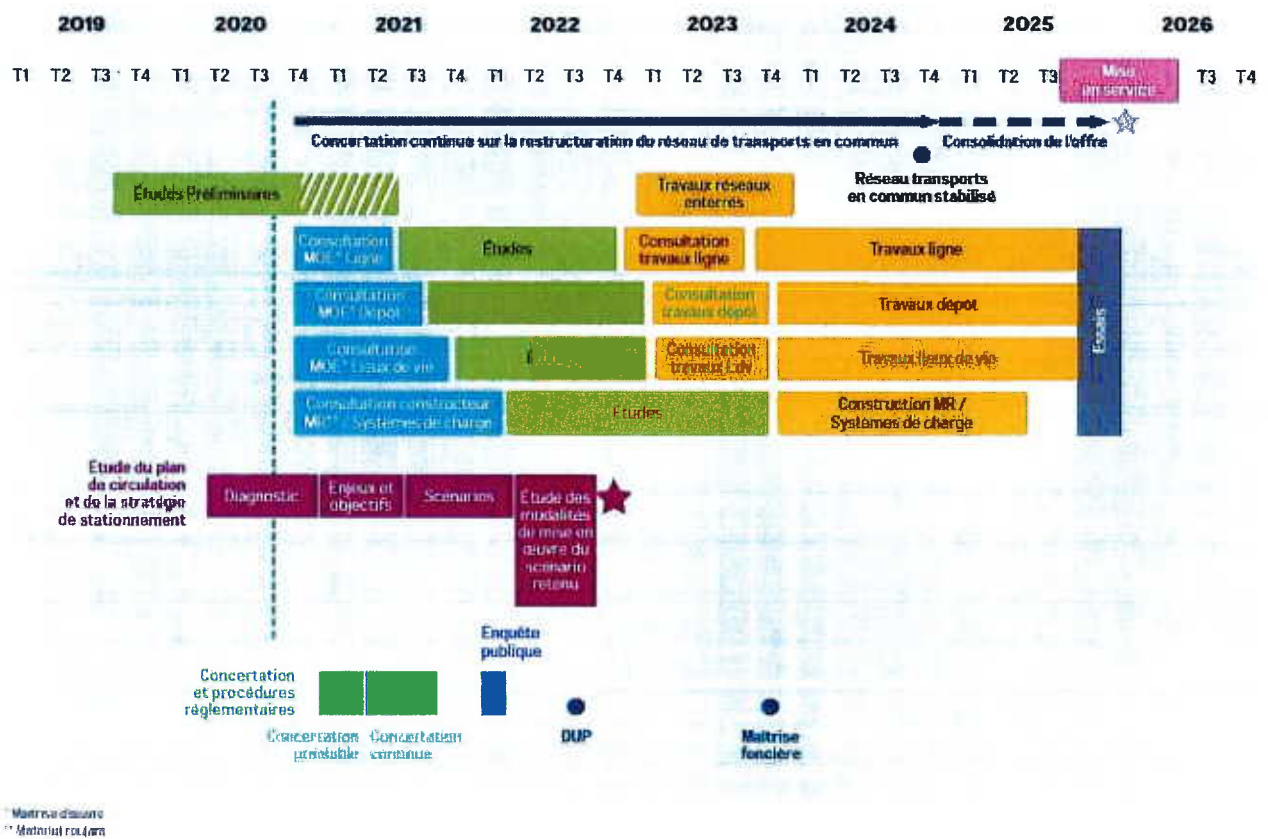 2019 2020 2021 2022 2023 2024 2025 2026
T1 T2 T3 T4 T1 T2 T3 T4 T1 T2 T3 T4 T1 T2 T3 T4 T1 T2 T3 T4 T1 T2 T3 T4 T1 T2 T3 T3 T4
Mise
en service
Concertation continue sur la restructuration du réseau de transports en commun
Consolidation de l'offre
Réseau transports
en commun stabilisé
Études Préliminaires
Travaux réseaux
enterrés
Consultation
MOE* Ligne
Études
Consultation
travaux ligne
Travaux ligne
Consultation
MOE* Dépôt
Consultation
travaux dépôt
Travaux dépôt
Consultation
MOE* Lieux de vie
Consultation
travaux Ldv
Travaux lieux de vie
Consultation constructeur
MR** Systèmes de charge
Études
Construction MR /
Systèmes de charge
Essais
Etude du plan
de circulation
et de la stratégie
de stationnement
Diagnostic
Enjeux et
objectifs
Scénarios
Étude des
modalités
de mise en
œuvre du
scénario
retenu
Enquête
publique
Concertation
et procédures
réglementaires
Concertation
préalable
Concertation
continue
DUP
Maîtrise
foncière
* Maîtrise d'œuvre
** Matériel roulant